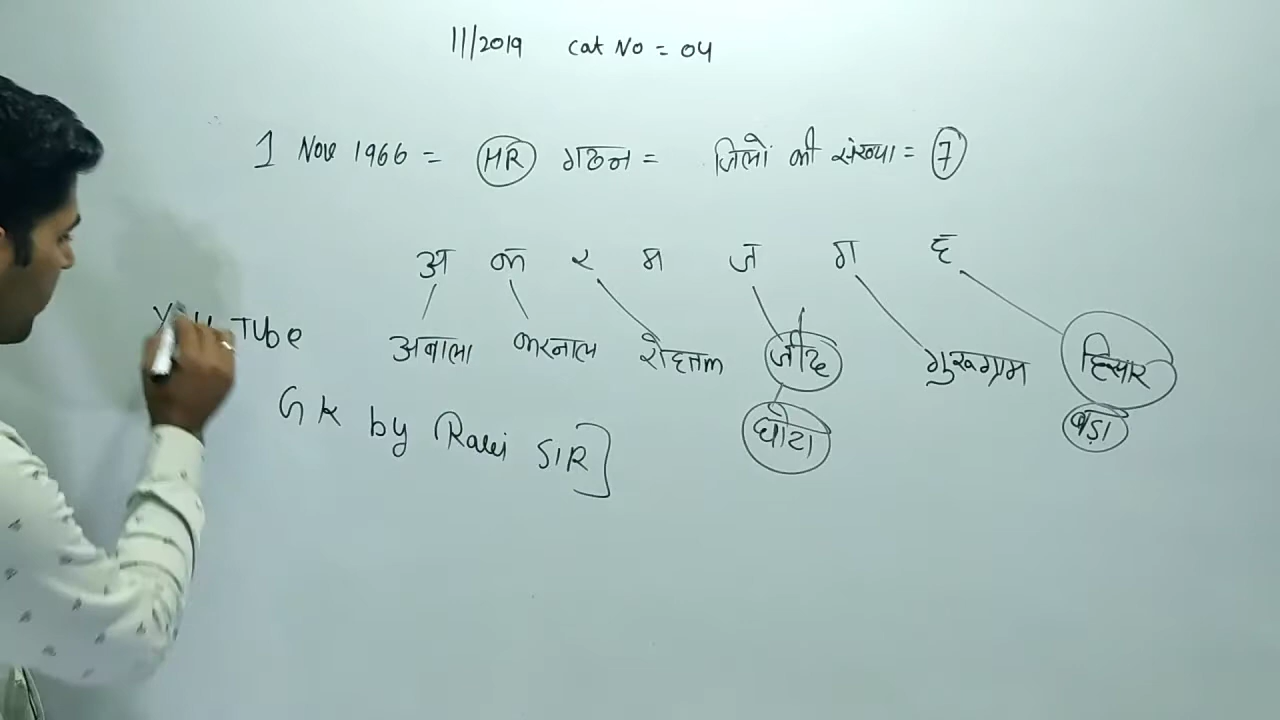 11/2019 Cat No = 04
1 Nov 1966 = HR गठन = जिलों की संख्या = 7
अ क र म ज ग ह
अंबाला करनाल रोहतक जींद गुरुग्राम हिसार
छोटा बड़ा
You Tube
GK by Ravi SIR